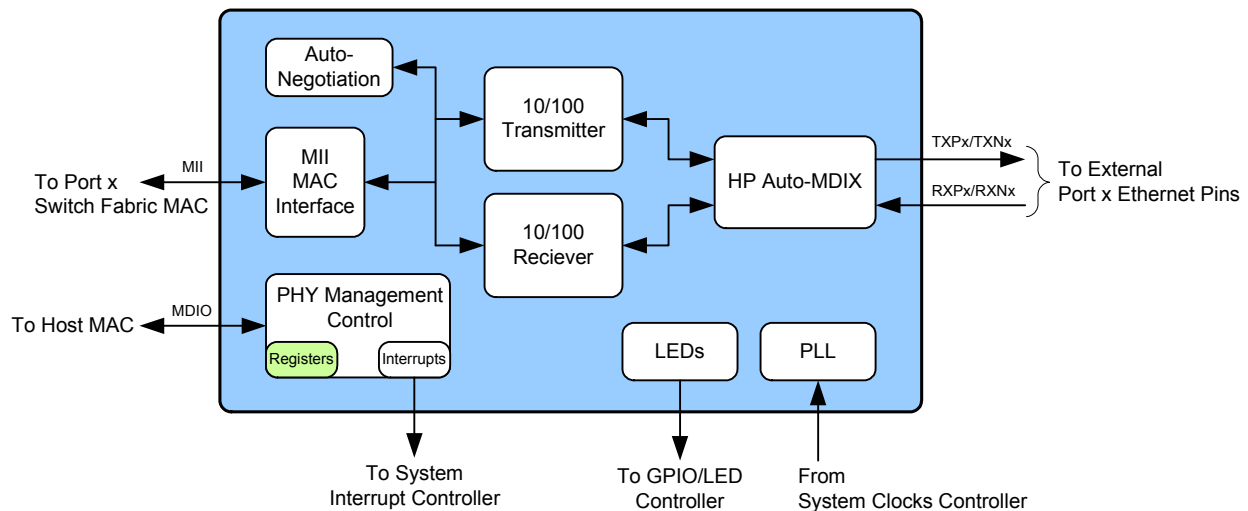 Auto-
Negotiation
10/100
Transmitter
MII
MAC
Interface
MII
To Port x
Switch Fabric MAC
HP Auto-MDIX
TXPx/TXNx
RXPx/RXNx
To External
Port x Ethernet Pins
10/100
Reciever
PHY Management
Control
Registers
Interrupts
MDIO
To Host MAC
LEDs
PLL
To System
Interrupt Controller
To GPIO/LED
Controller
From
System Clocks Controller